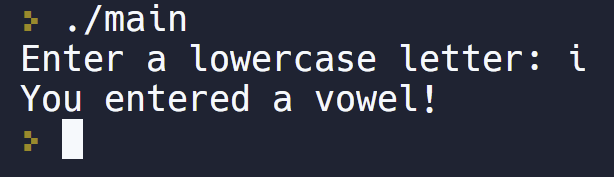 > ./main
Enter a lowercase letter: i
You entered a vowel!
>